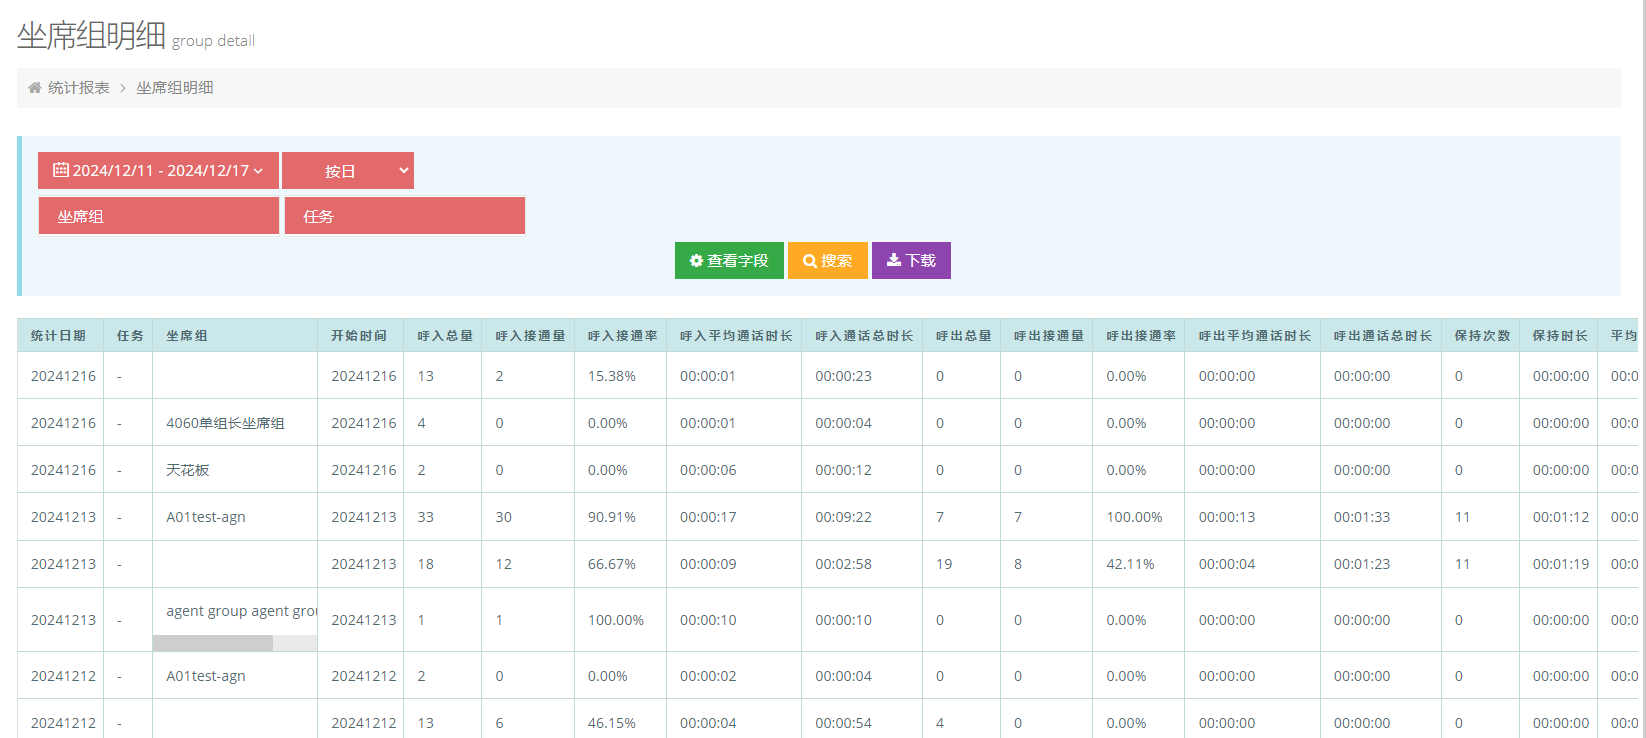 坐席组明细 group detail
统计报表 > 坐席组明细
2024/12/11 - 2024/12/17 按日
坐席组 任务
查看字段 搜索 下载
统计日期 任务 坐席组 开始时间 呼入总量 呼入接通量 呼入接通率 呼入平均通话时长 呼入通话总时长 呼出总量 呼出接通量 呼出接通率 呼出平均通话时长 呼出通话总时长 保持次数 保持时长 平均
20241216 - 20241216 13 2 15.38% 00:00:01 00:00:23 0 0 0.00% 00:00:00 00:00:00 0 00:00:00 00:0
20241216 - 4060单组长坐席组 20241216 4 0 0.00% 00:00:01 00:00:04 0 0 0.00% 00:00:00 00:00:00 0 00:00:00 00:0
20241216 - 天花板 20241216 2 0 0.00% 00:00:06 00:00:12 0 0 0.00% 00:00:00 00:00:00 0 00:00:00 00:0
20241213 - A01test-agn 20241213 33 30 90.91% 00:00:17 00:09:22 7 7 100.00% 00:00:13 00:01:33 11 00:01:12 00:0
20241213 - 20241213 18 12 66.67% 00:00:09 00:02:58 19 8 42.11% 00:00:04 00:01:23 11 00:01:19 00:0
20241213 - agent group agent grou 20241213 1 1 100.00% 00:00:10 00:00:10 0 0 0.00% 00:00:00 00:00:00 0 00:00:00 00:0
20241212 - A01test-agn 20241212 2 0 0.00% 00:00:02 00:00:04 0 0 0.00% 00:00:00 00:00:00 0 00:00:00 00:0
20241212 - 20241212 13 6 46.15% 00:00:04 00:00:54 4 0 0.00% 00:00:00 00:00:00 0 00:00:00 00:0